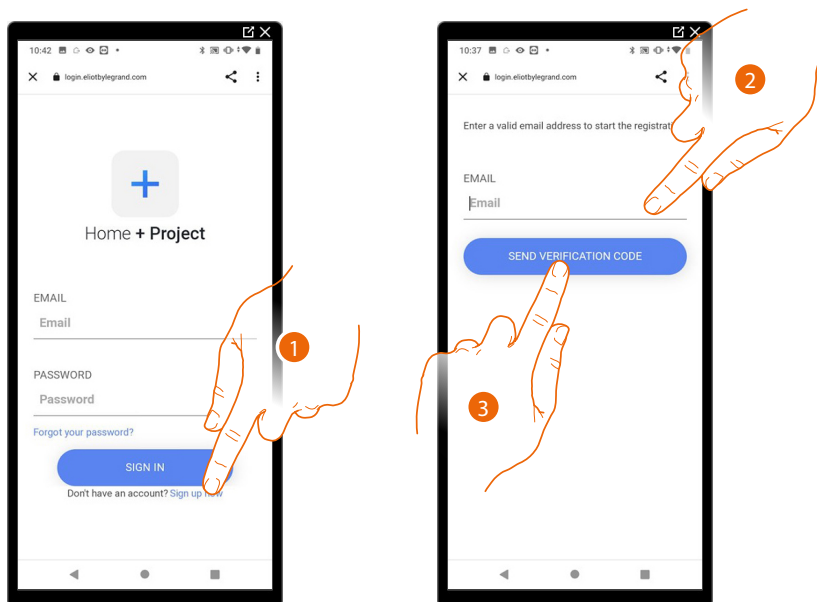 10:42
login.eliotbylegrand.com
Home + Project
EMAIL
Email
PASSWORD
Password
Forgot your password?
SIGN IN
Don't have an account? Sign up now
1
10:37
login.eliotbylegrand.com
Enter a valid email address to start the registrat
EMAIL
Email
SEND VERIFICATION CODE
2
3